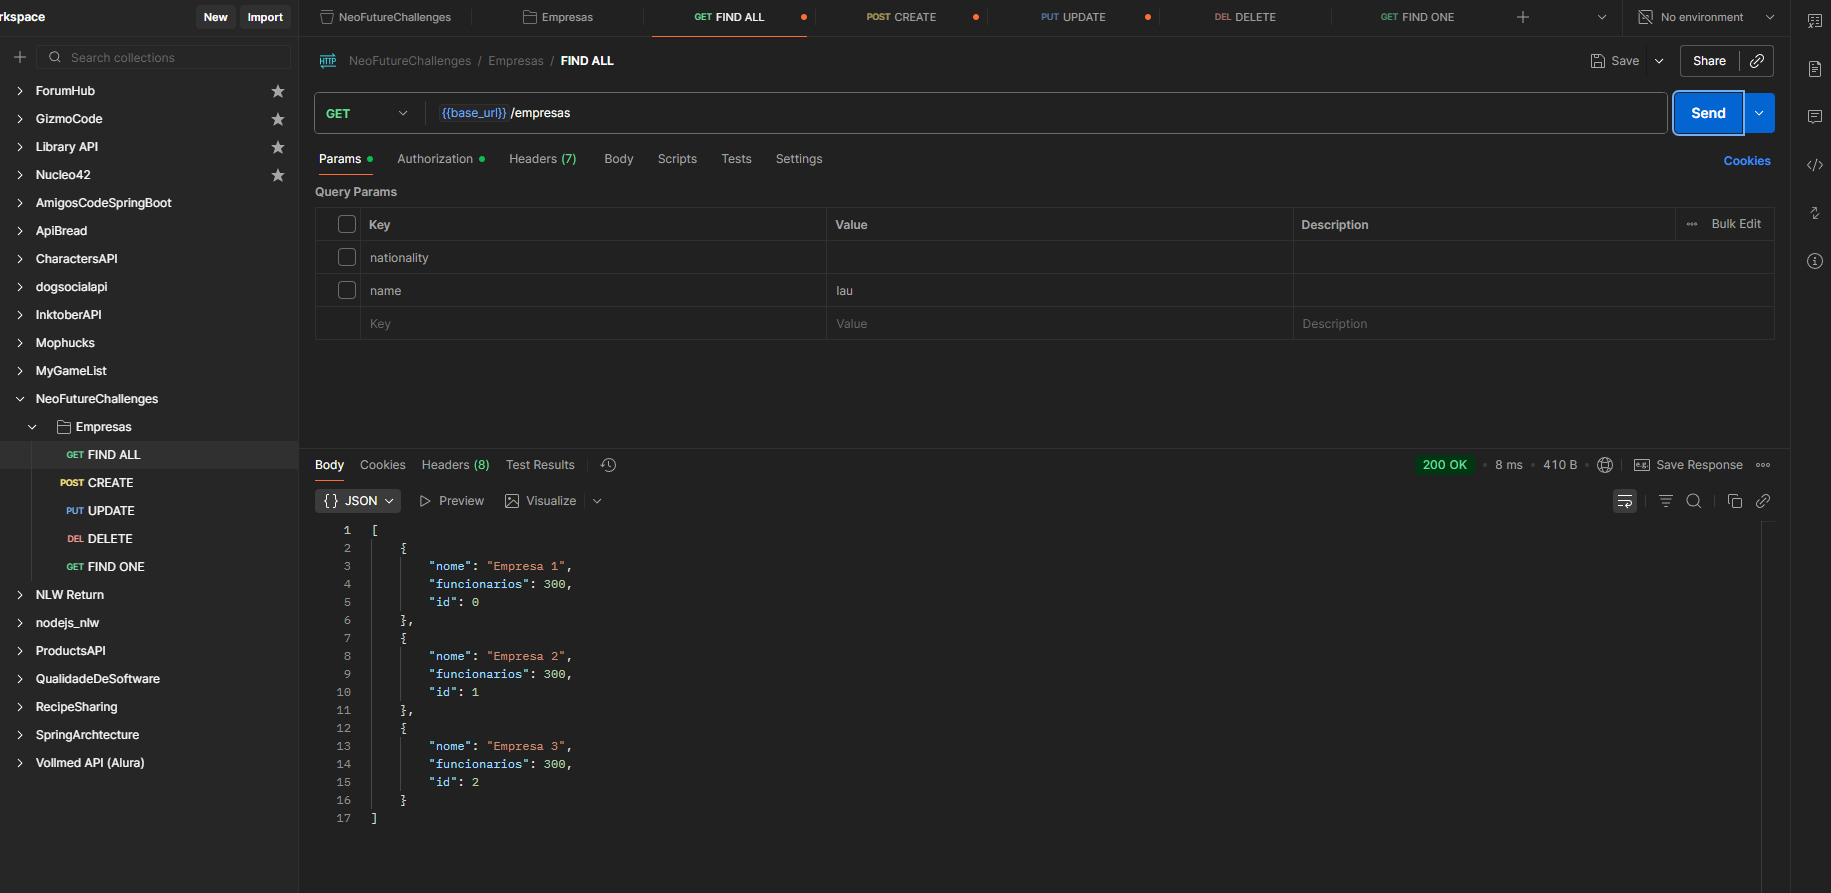 rkspace
New
Import
Search collections
ForumHub
GizmoCode
Library API
Nucleo42
AmigosCodeSpringBoot
ApiBread
CharactersAPI
dogsocialapi
InktoberAPI
Mophucks
MyGameList
NeoFutureChallenges
Empresas
GET FIND ALL
POST CREATE
PUT UPDATE
DEL DELETE
GET FIND ONE
NLW Return
nodejs_nlw
ProductsAPI
QualidadeDeSoftware
RecipeSharing
SpringArchtecture
Vollmed API (Alura)
NeoFutureChallenges Empresas GET FIND ALL POST CREATE PUT UPDATE DEL DELETE GET FIND ONE No environment
HTTP NeoFutureChallenges / Empresas / FIND ALL Save Share
GET {{base_url}} /empresas Send
Params Authorization Headers (7) Body Scripts Tests Settings Cookies
Query Params
Key Value Description Bulk Edit
nationality
name lau
Key Value Description
Body Cookies Headers (8) Test Results 200 OK 8 ms 410 B e.g. Save Response
{} JSON Preview Visualize
1 [
2 {
3 "nome": "Empresa 1",
4 "funcionarios": 300,
5 "id": 0
6 },
7 {
8 "nome": "Empresa 2",
9 "funcionarios": 300,
10 "id": 1
11 },
12 {
13 "nome": "Empresa 3",
14 "funcionarios": 300,
15 "id": 2
16 }
17 ]